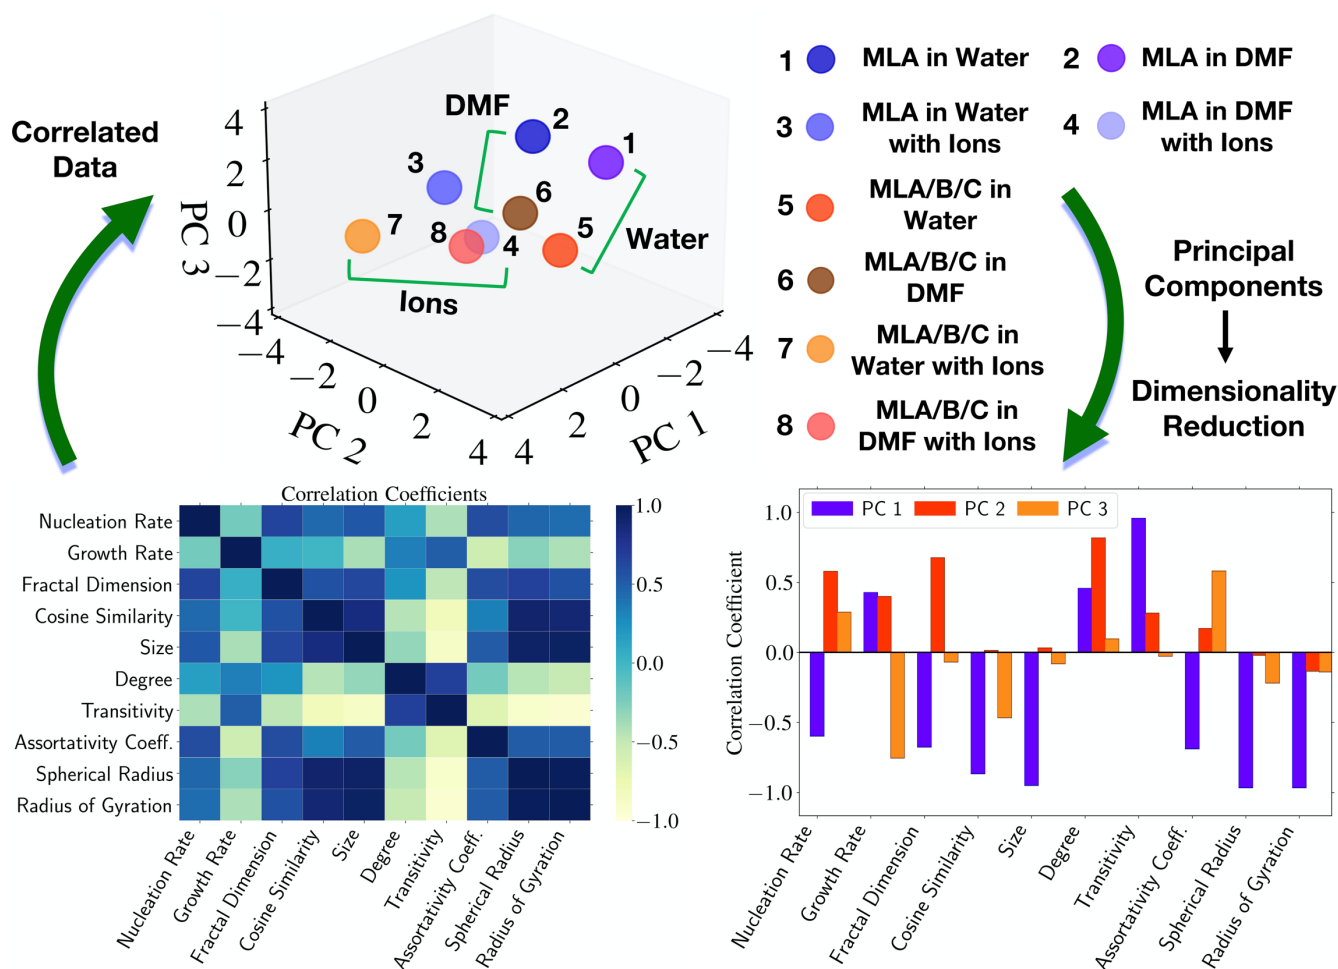 Correlated
Data
4
2
0
−2
−4
PC 3
−4
−2
0
2
4
PC 2
4
2
0
−2
−4
PC 1
DMF
2
1
3
6
7
8
4
5
Water
Ions
1 MLA in Water
2 MLA in DMF
3 MLA in Water
with Ions
4 MLA in DMF
with Ions
5 MLA/B/C in
Water
6 MLA/B/C in
DMF
7 MLA/B/C in
Water with Ions
8 MLA/B/C in
DMF with Ions
Principal
Components
Dimensionality
Reduction
Correlation Coefficients
Nucleation Rate
Growth Rate
Fractal Dimension
Cosine Similarity
Size
Degree
Transitivity
Assortativity Coeff.
Spherical Radius
Radius of Gyration
Nucleation Rate
Growth Rate
Fractal Dimension
Cosine Similarity
Size
Degree
Transitivity
Assortativity Coeff.
Spherical Radius
Radius of Gyration
1.0
0.5
0.0
−0.5
−1.0
Correlation Coefficient
1.0
0.5
0.0
−0.5
−1.0
PC 1 PC 2 PC 3
Nucleation Rate
Growth Rate
Fractal Dimension
Cosine Similarity
Size
Degree
Transitivity
Assortativity Coeff.
Spherical Radius
Radius of Gyration